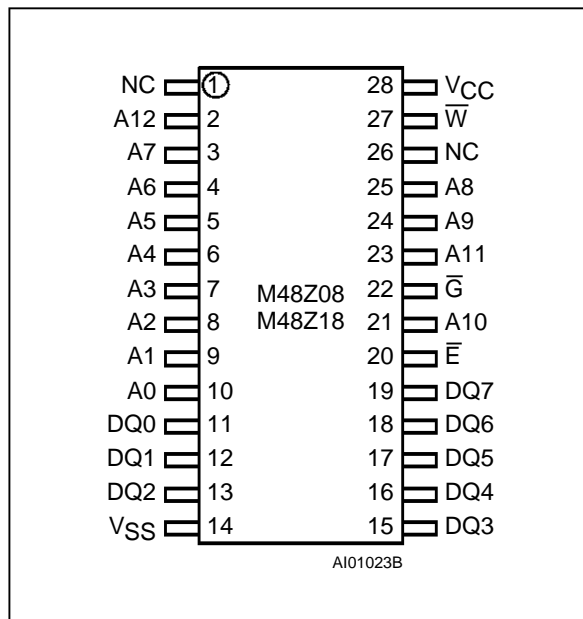 NC 1 28 VCC
A12 2 27 W̅
A7 3 26 NC
A6 4 25 A8
A5 5 24 A9
A4 6 23 A11
A3 7 M48Z08 22 G̅
A2 8 M48Z18 21 A10
A1 9 20 E̅
A0 10 19 DQ7
DQ0 11 18 DQ6
DQ1 12 17 DQ5
DQ2 13 16 DQ4
VSS 14 15 DQ3
AI01023B